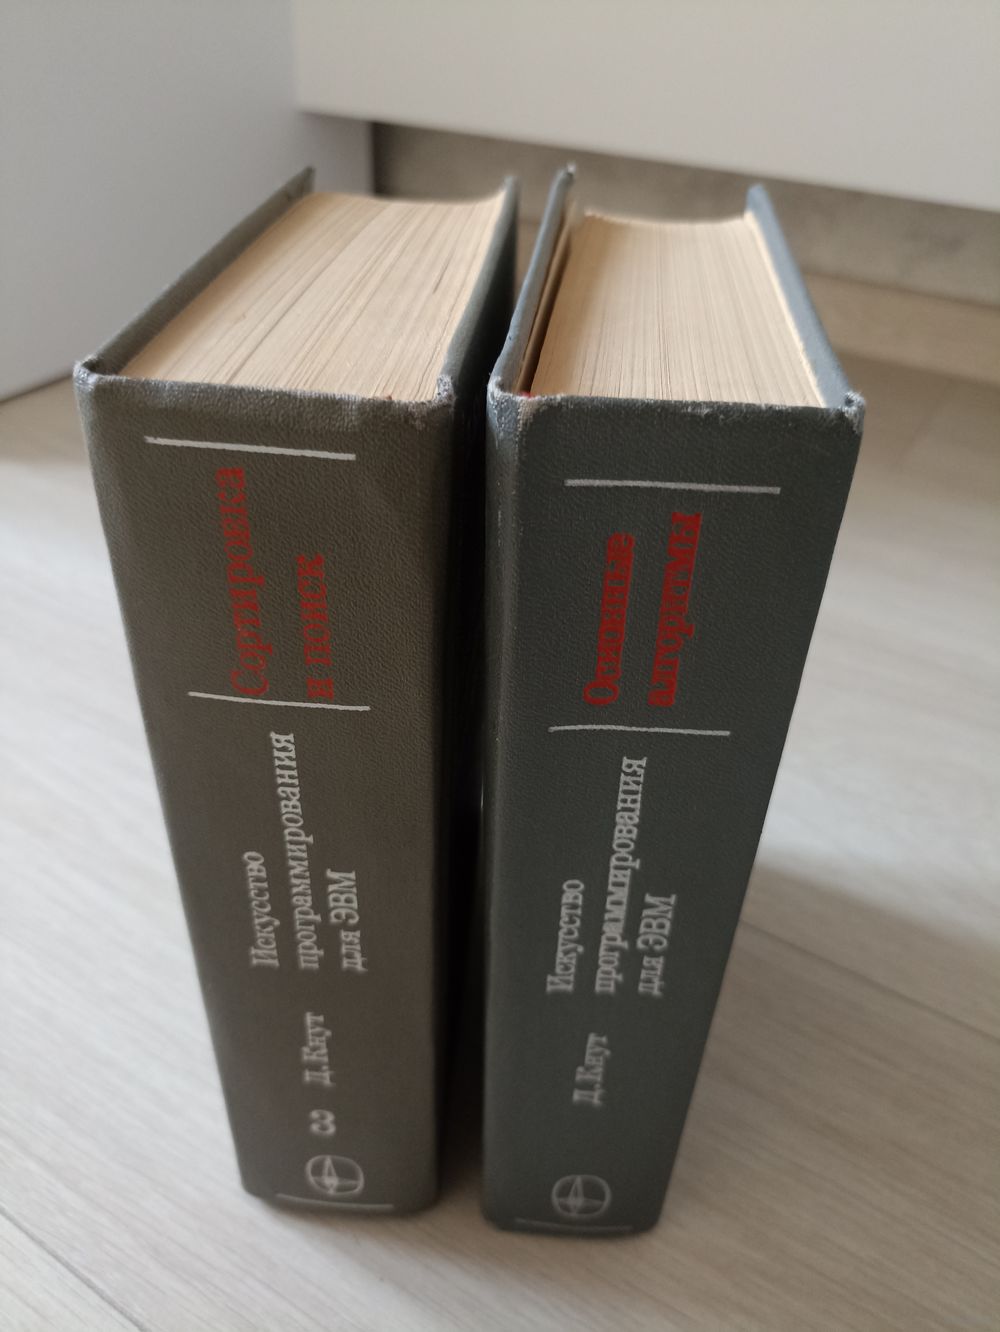 Сортировка
и поиск
Искусство
программирования
для ЭВМ
Д.Кнут
3
Основные
алгоритмы
Искусство
программирования
для ЭВМ
Д.Кнут